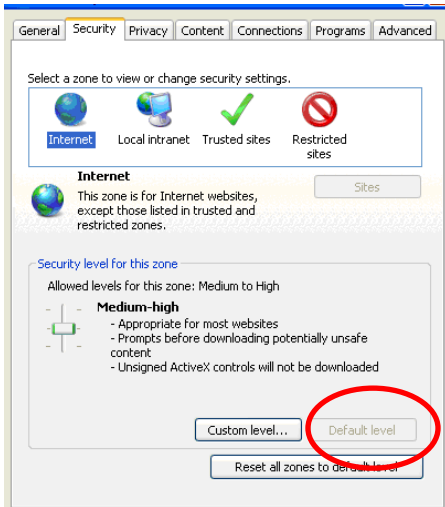 General Security Privacy Content Connections Programs Advanced
Select a zone to view or change security settings.
Internet Local intranet Trusted sites Restricted
sites
Internet
Sites
This zone is for Internet websites,
except those listed in trusted and
restricted zones.
Security level for this zone
Allowed levels for this zone: Medium to High
Medium-high
- Appropriate for most websites
- Prompts before downloading potentially unsafe
content
- Unsigned ActiveX controls will not be downloaded
Custom level... Default level
Reset all zones to default level